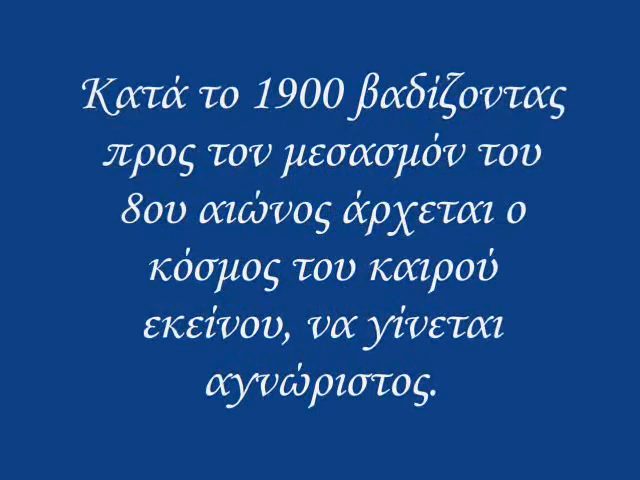 Κατά το 1900 βαδίζοντας
προς τον μεσασμόν του
8ου αιώνος άρχεται ο
κόσμος του καιρού
εκείνου, να γίνεται
αγνώριστος.